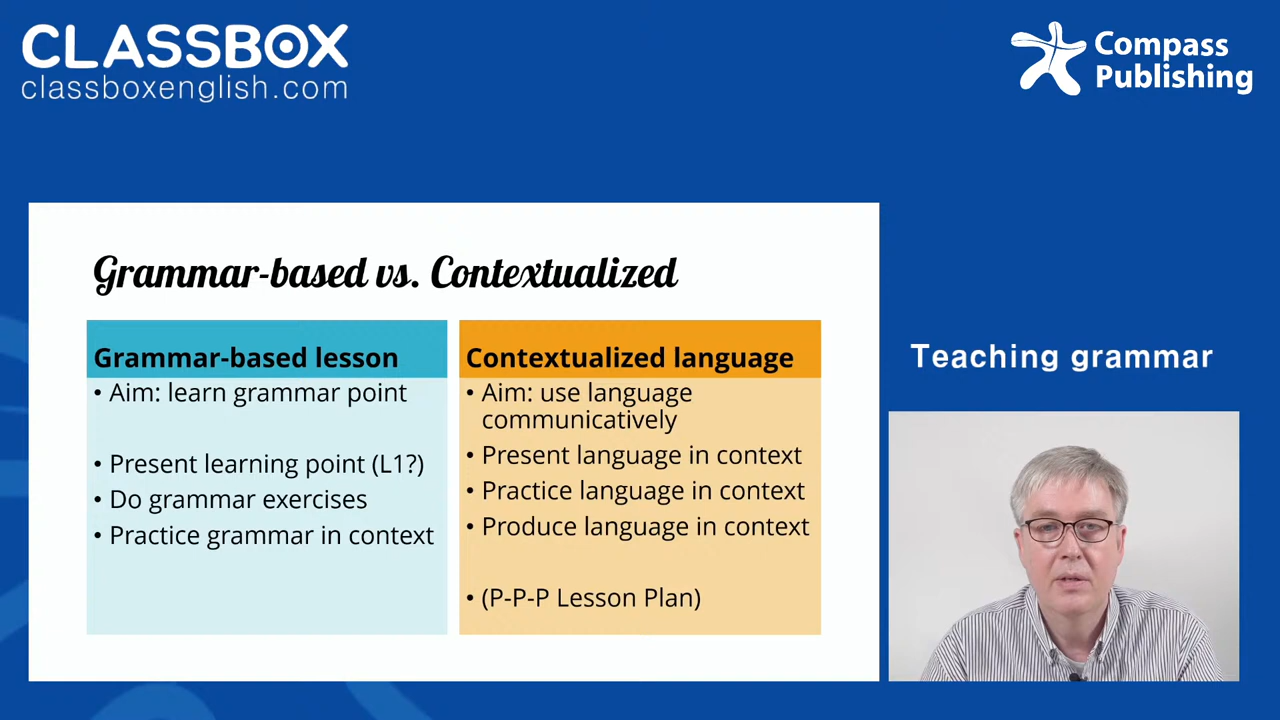 CLASSBOX
classboxenglish.com
Compass
Publishing
Grammar-based vs. Contextualized
Grammar-based lesson
• Aim: learn grammar point
• Present learning point (L1?)
• Do grammar exercises
• Practice grammar in context
Contextualized language
• Aim: use language
communicatively
• Present language in context
• Practice language in context
• Produce language in context
• (P-P-P Lesson Plan)
Teaching grammar